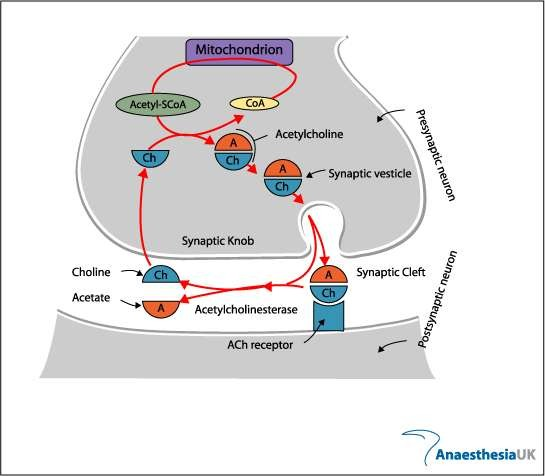 Mitochondrion
Acetyl-SCoA
CoA
Acetylcholine
A
Ch
Ch
A
Ch
Synaptic vesticle
Presynaptic neuron
Synaptic Knob
Choline
Ch
A
Ch
Synaptic Cleft
Acetate
A
Acetylcholinesterase
ACh receptor
Postsynaptic neuron
AnaesthesiaUK